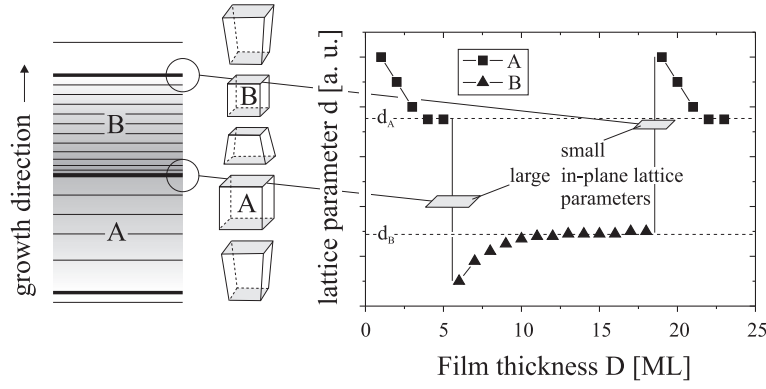 growth direction
B
A
B
A
lattice parameter d [a. u.]
A
B
d_A
small
large
in-plane lattice
parameters
d_B
0 5 10 15 20 25
Film thickness D [ML]